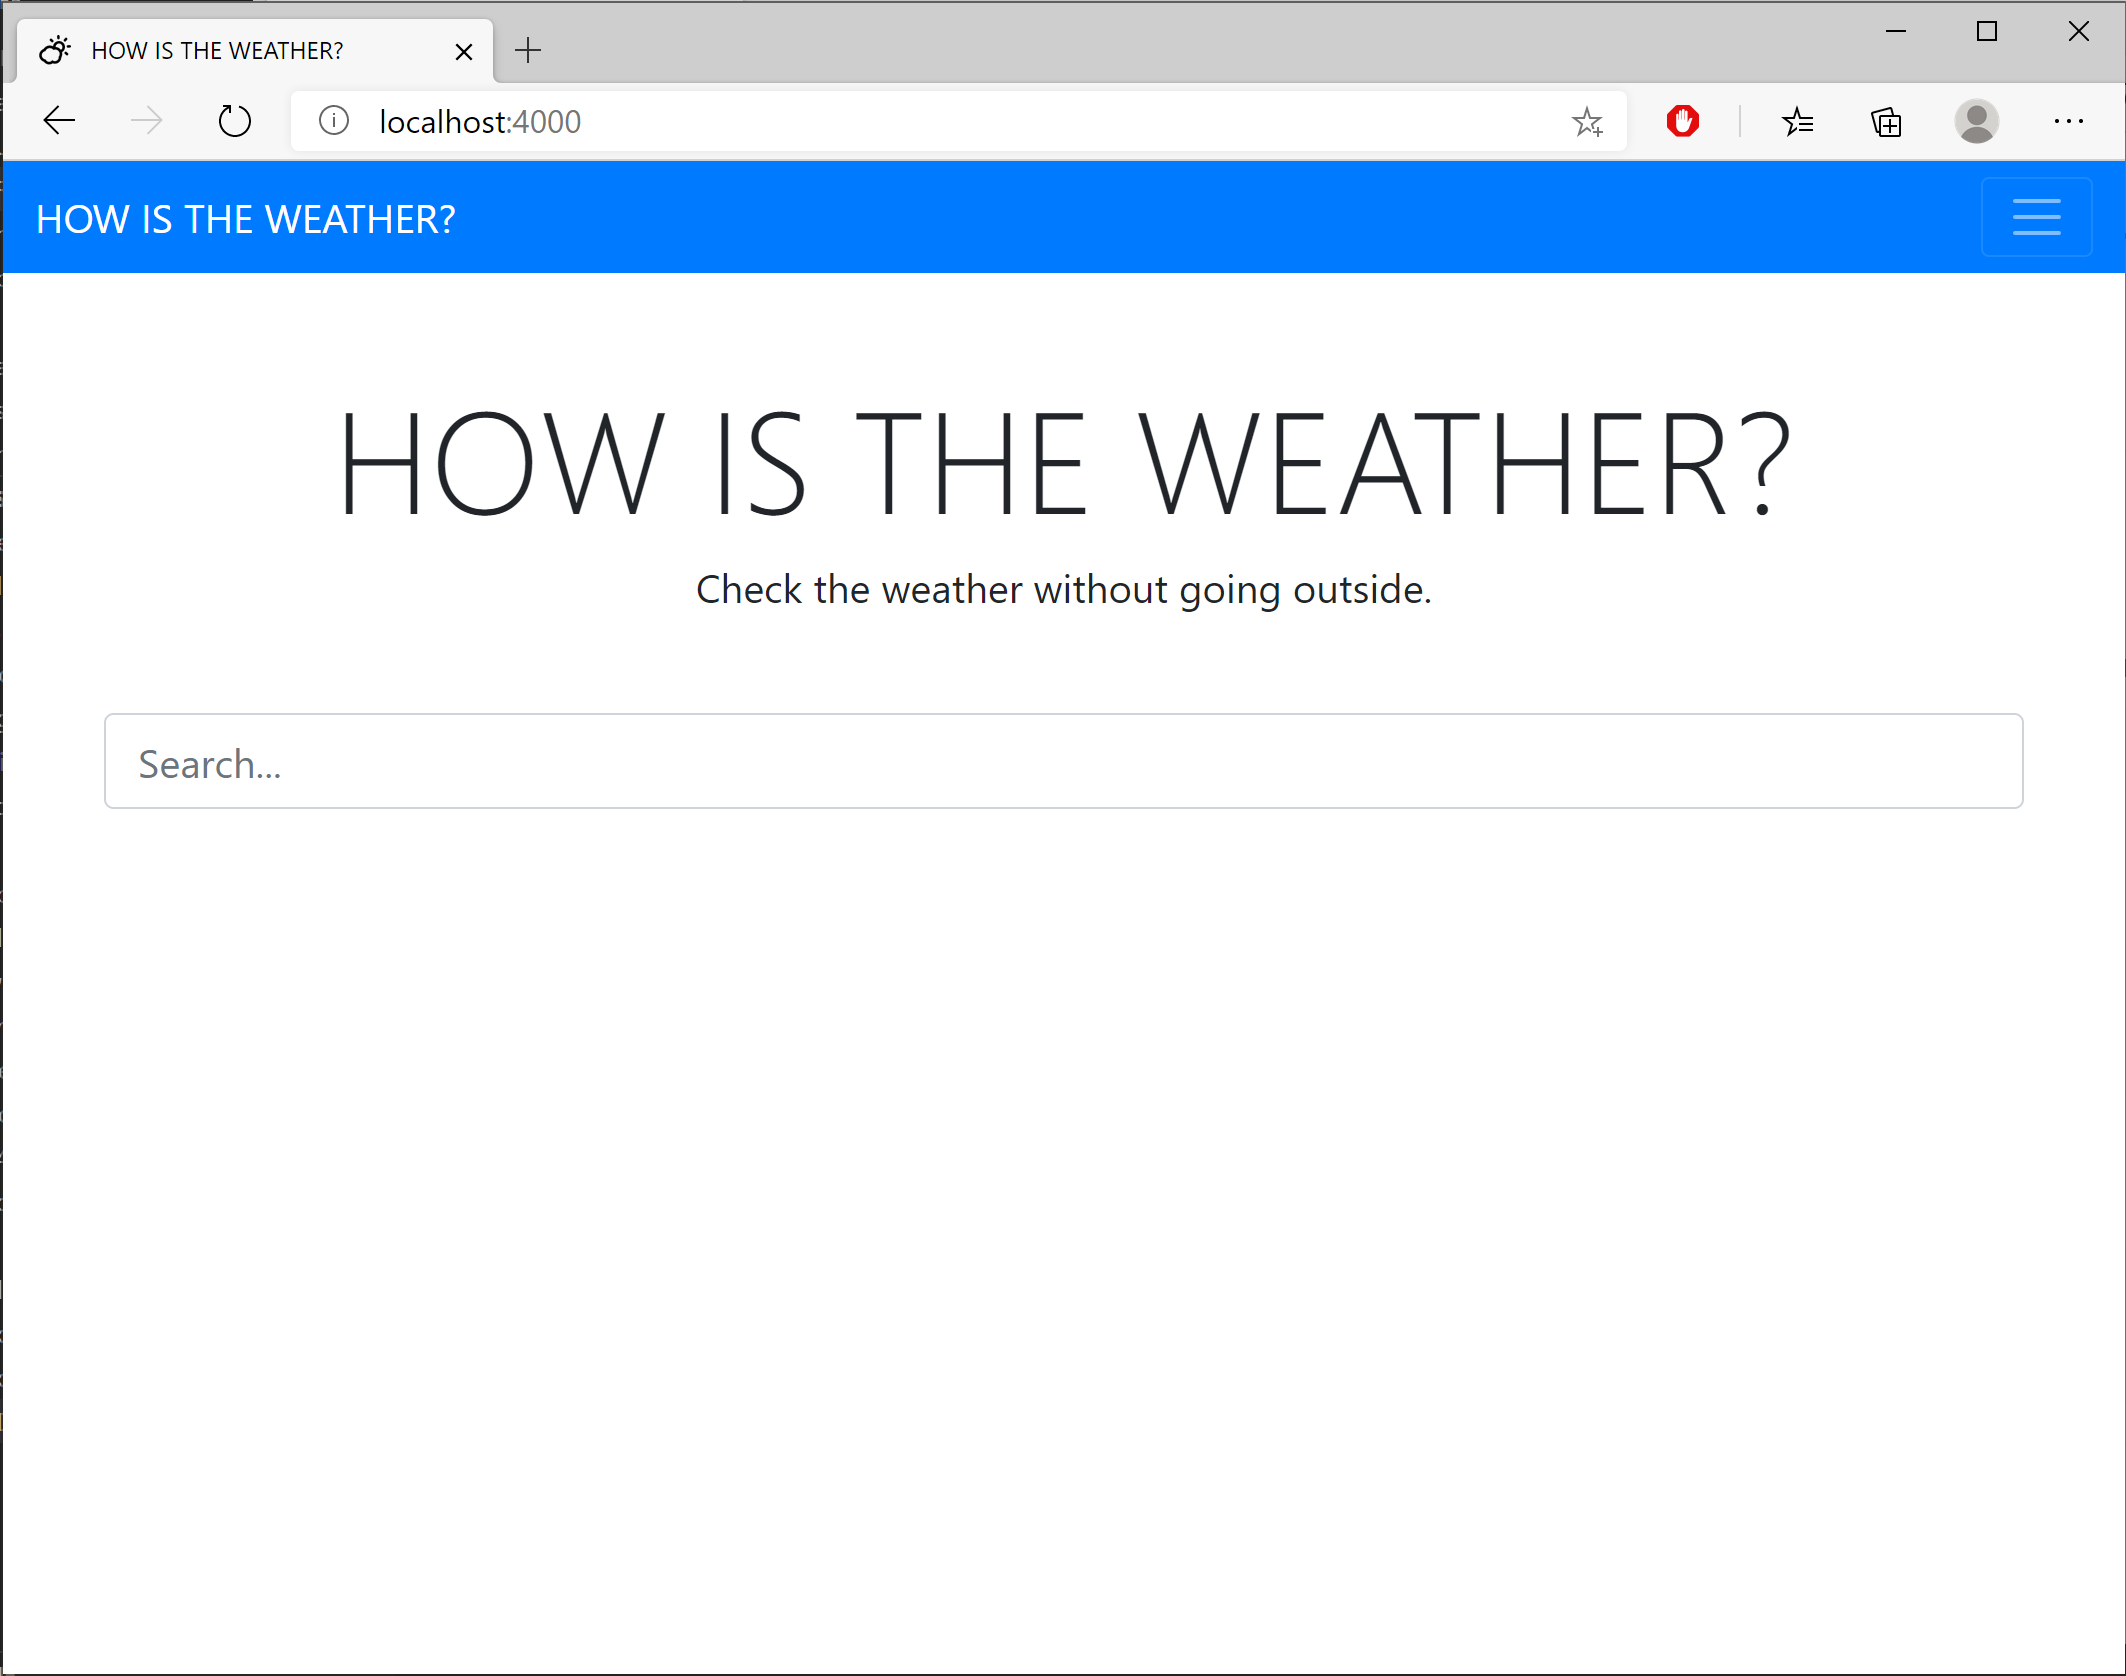 HOW IS THE WEATHER?
localhost:4000
HOW IS THE WEATHER?
HOW IS THE WEATHER?
Check the weather without going outside.
Search...